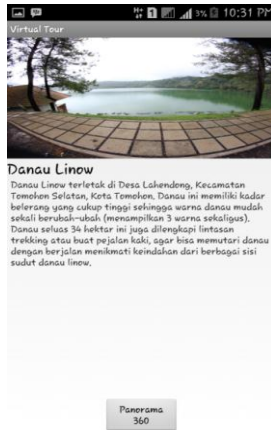 H+ 1 3% 10:31 PM
Virtual Tour
Danau Linow
Danau Linow terletak di Desa Lahendong, Kecamatan
Tomohon Selatan, Kota Tomohon. Danau ini memiliki kadar
belerang yang cukup tinggi sehingga warna danau mudah
sekali berubah-ubah (menampilkan 3 warna sekaligus).
Danau seluas 34 hektar ini juga dilengkapi lintasan
trekking atau buat pejalan kaki, agar bisa memutari danau
dengan berjalan menikmati keindahan dari berbagai sisi
sudut danau linow.
Panorama
360